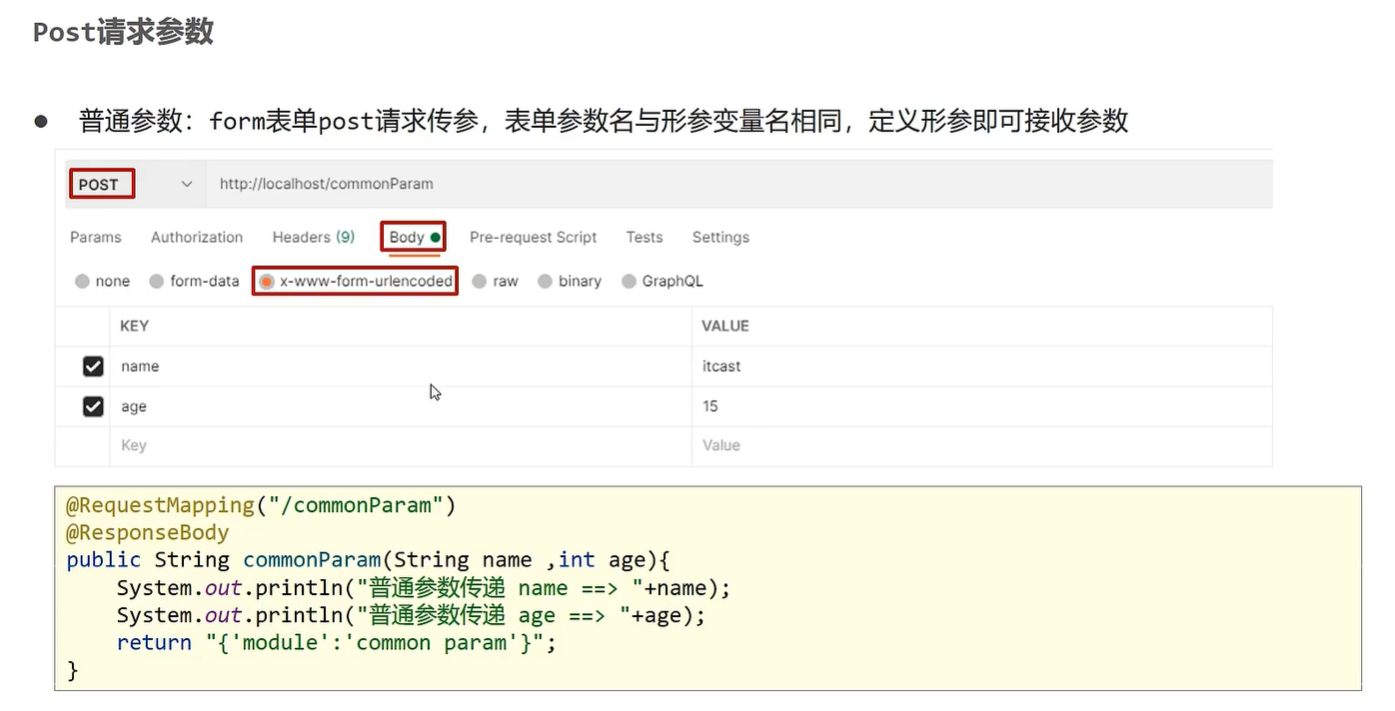 Post请求参数
● 普通参数：form表单post请求传参，表单参数名与形参变量名相同，定义形参即可接收参数
POST http://localhost/commonParam
Params Authorization Headers (9) Body Pre-request Script Tests Settings
none form-data x-www-form-urlencoded raw binary GraphQL
KEY VALUE
name itcast
age 15
Key Value
@RequestMapping("/commonParam")
@ResponseBody
public String commonParam(String name ,int age){
    System.out.println("普通参数传递 name ==> "+name);
    System.out.println("普通参数传递 age ==> "+age);
    return "{'module':'common param'}";
}